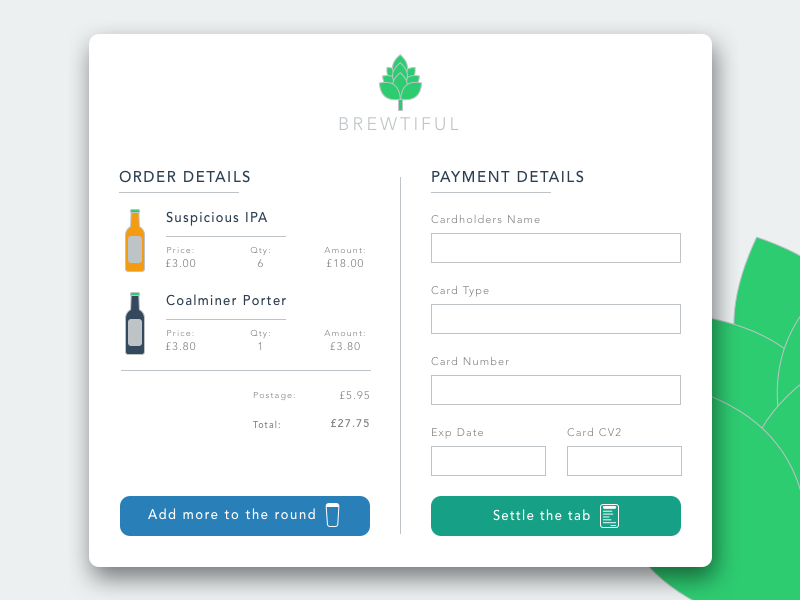 BREWTIFUL
ORDER DETAILS
Suspicious IPA
Price: Qty: Amount:
£3.00 6 £18.00
Coalminer Porter
Price: Qty: Amount:
£3.80 1 £3.80
Postage: £5.95
Total: £27.75
Add more to the round
PAYMENT DETAILS
Cardholders Name
Card Type
Card Number
Exp Date Card CV2
Settle the tab